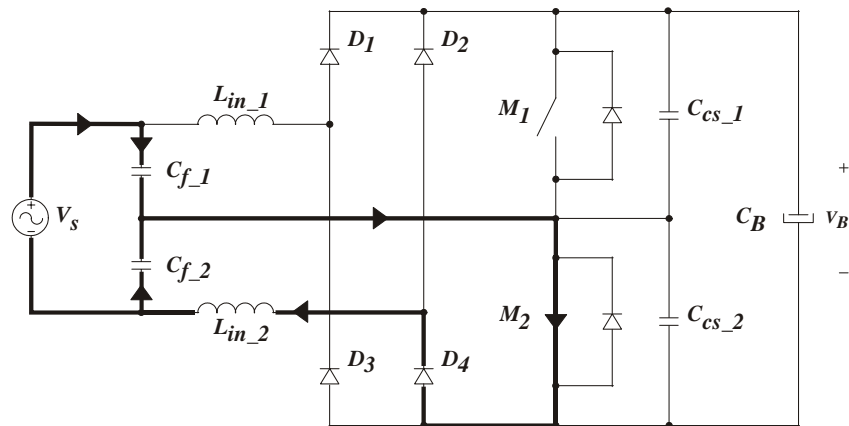 D1
D2
Lin_1
M1
Ccs_1
Cf_1
+
+
Vs
CB
VB
−
Cf_2
−
M2
Ccs_2
Lin_2
D3
D4